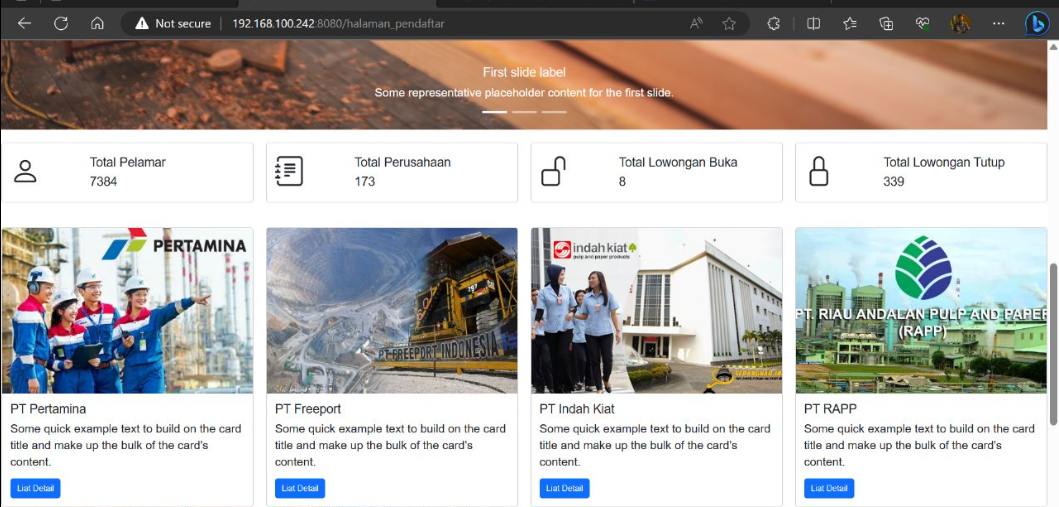 Not secure | 192.168.100.242:8080/halaman_pendaftar
First slide label
Some representative placeholder content for the first slide.
Total Pelamar
7384
Total Perusahaan
173
Total Lowongan Buka
8
Total Lowongan Tutup
339
PERTAMINA
PT Pertamina
Some quick example text to build on the card
title and make up the bulk of the card's
content.
Liat Detail
297
PT FREEPORT INDONESIA
PT Freeport
Some quick example text to build on the card
title and make up the bulk of the card's
content.
Liat Detail
indah kiat
pulp and paper products
PT Indah Kiat
Some quick example text to build on the card
title and make up the bulk of the card's
content.
Liat Detail
PT. RIAU ANDALAN PULP AND PAPER
(RAPP)
PT RAPP
Some quick example text to build on the card
title and make up the bulk of the card's
content.
Liat Detail